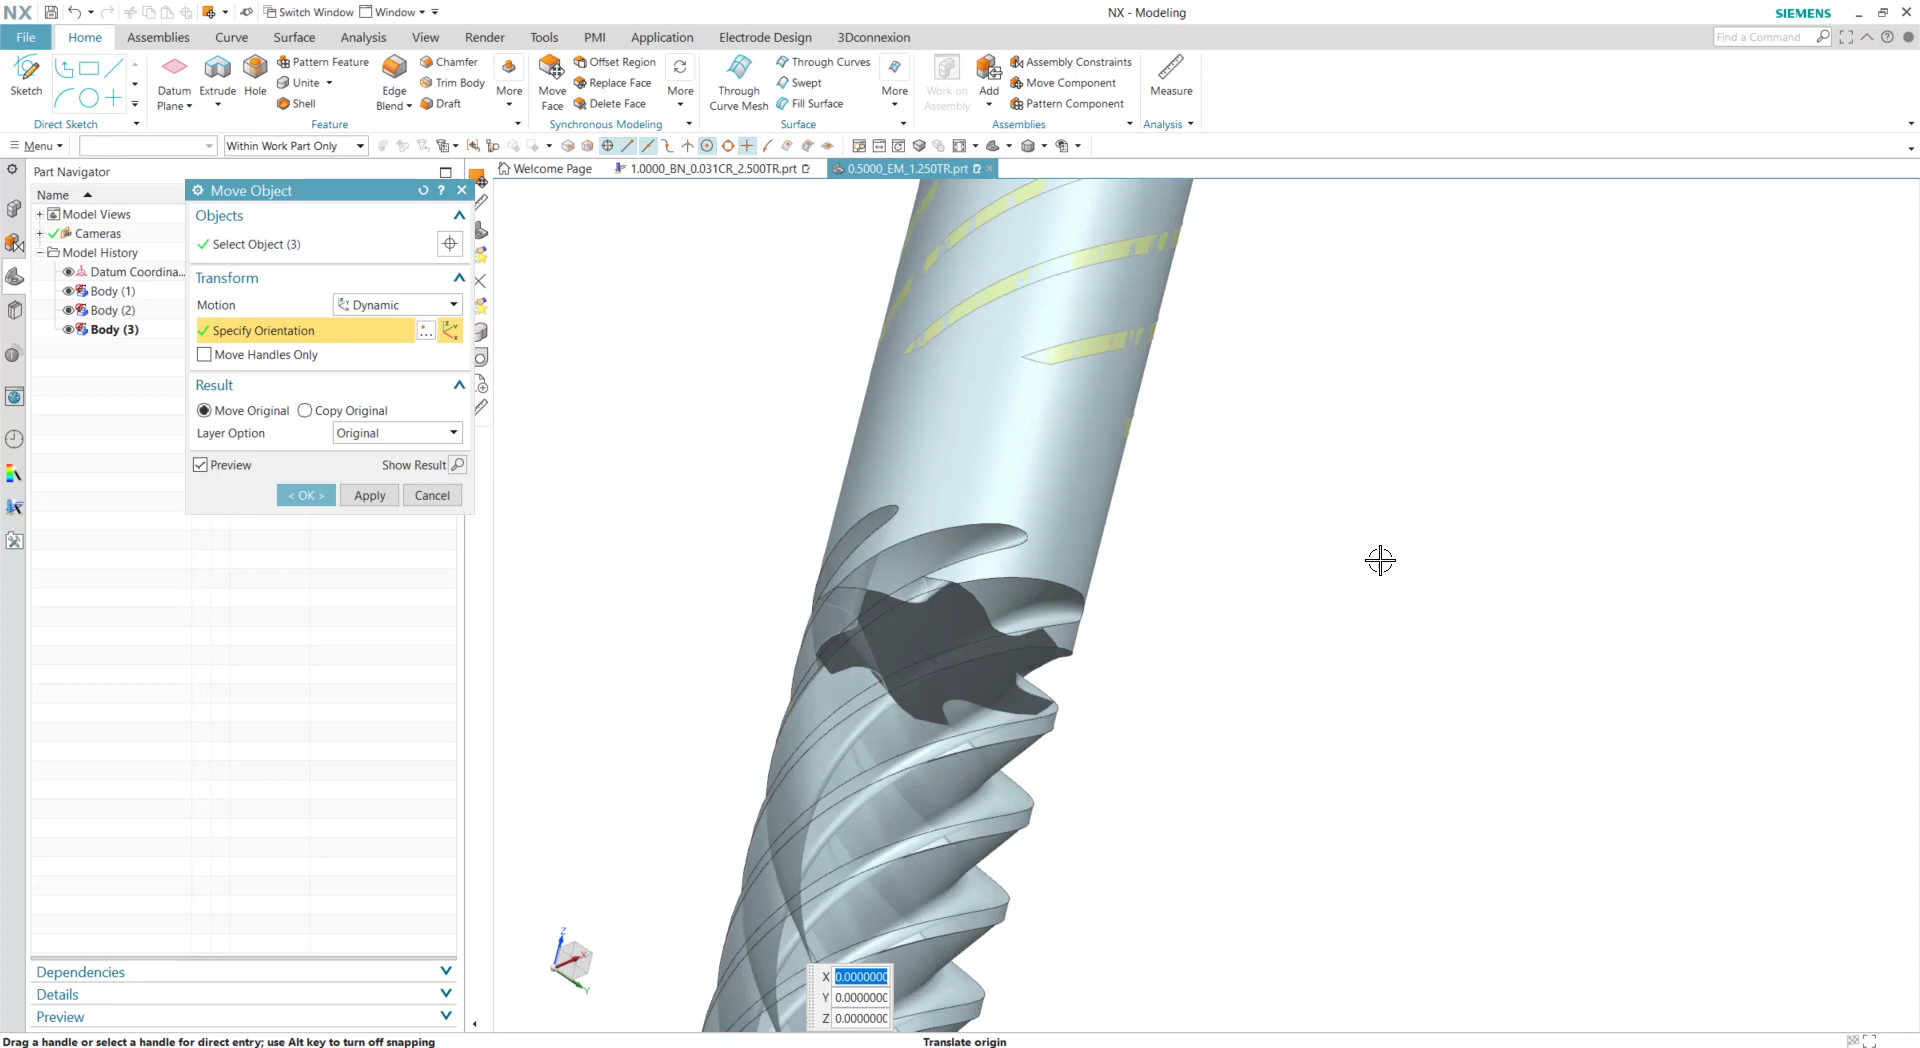 NX
Switch Window
Window
NX - Modeling
SIEMENS
File
Home
Assemblies
Curve
Surface
Analysis
View
Render
Tools
PMI
Application
Electrode Design
3Dconnexion
Find a Command
Sketch
Direct Sketch
Datum
Plane
Extrude
Hole
Pattern Feature
Unite
Shell
Edge
Blend
Chamfer
Trim Body
Draft
More
Feature
Move
Face
Offset Region
Replace Face
Delete Face
More
Synchronous Modeling
Through
Curve Mesh
Through Curves
Swept
Fill Surface
More
Surface
Work on
Assembly
Add
Assembly Constraints
Move Component
Pattern Component
Assemblies
Measure
Analysis
Menu
Within Work Part Only
Part Navigator
Welcome Page
1.0000_BN_0.031CR_2.500TR.prt
0.5000_EM_1.250TR.prt
Name
Model Views
Cameras
Model History
Datum Coordina...
Body (1)
Body (2)
Body (3)
Move Object
Objects
Select Object (3)
Transform
Motion
Dynamic
Specify Orientation
Move Handles Only
Result
Move Original
Copy Original
Layer Option
Original
Preview
Show Result
< OK >
Apply
Cancel
Z
X
Y
X 0.0000000
Y 0.0000000
Z 0.0000000
Dependencies
Details
Preview
Drag a handle or select a handle for direct entry; use Alt key to turn off snapping
Translate origin